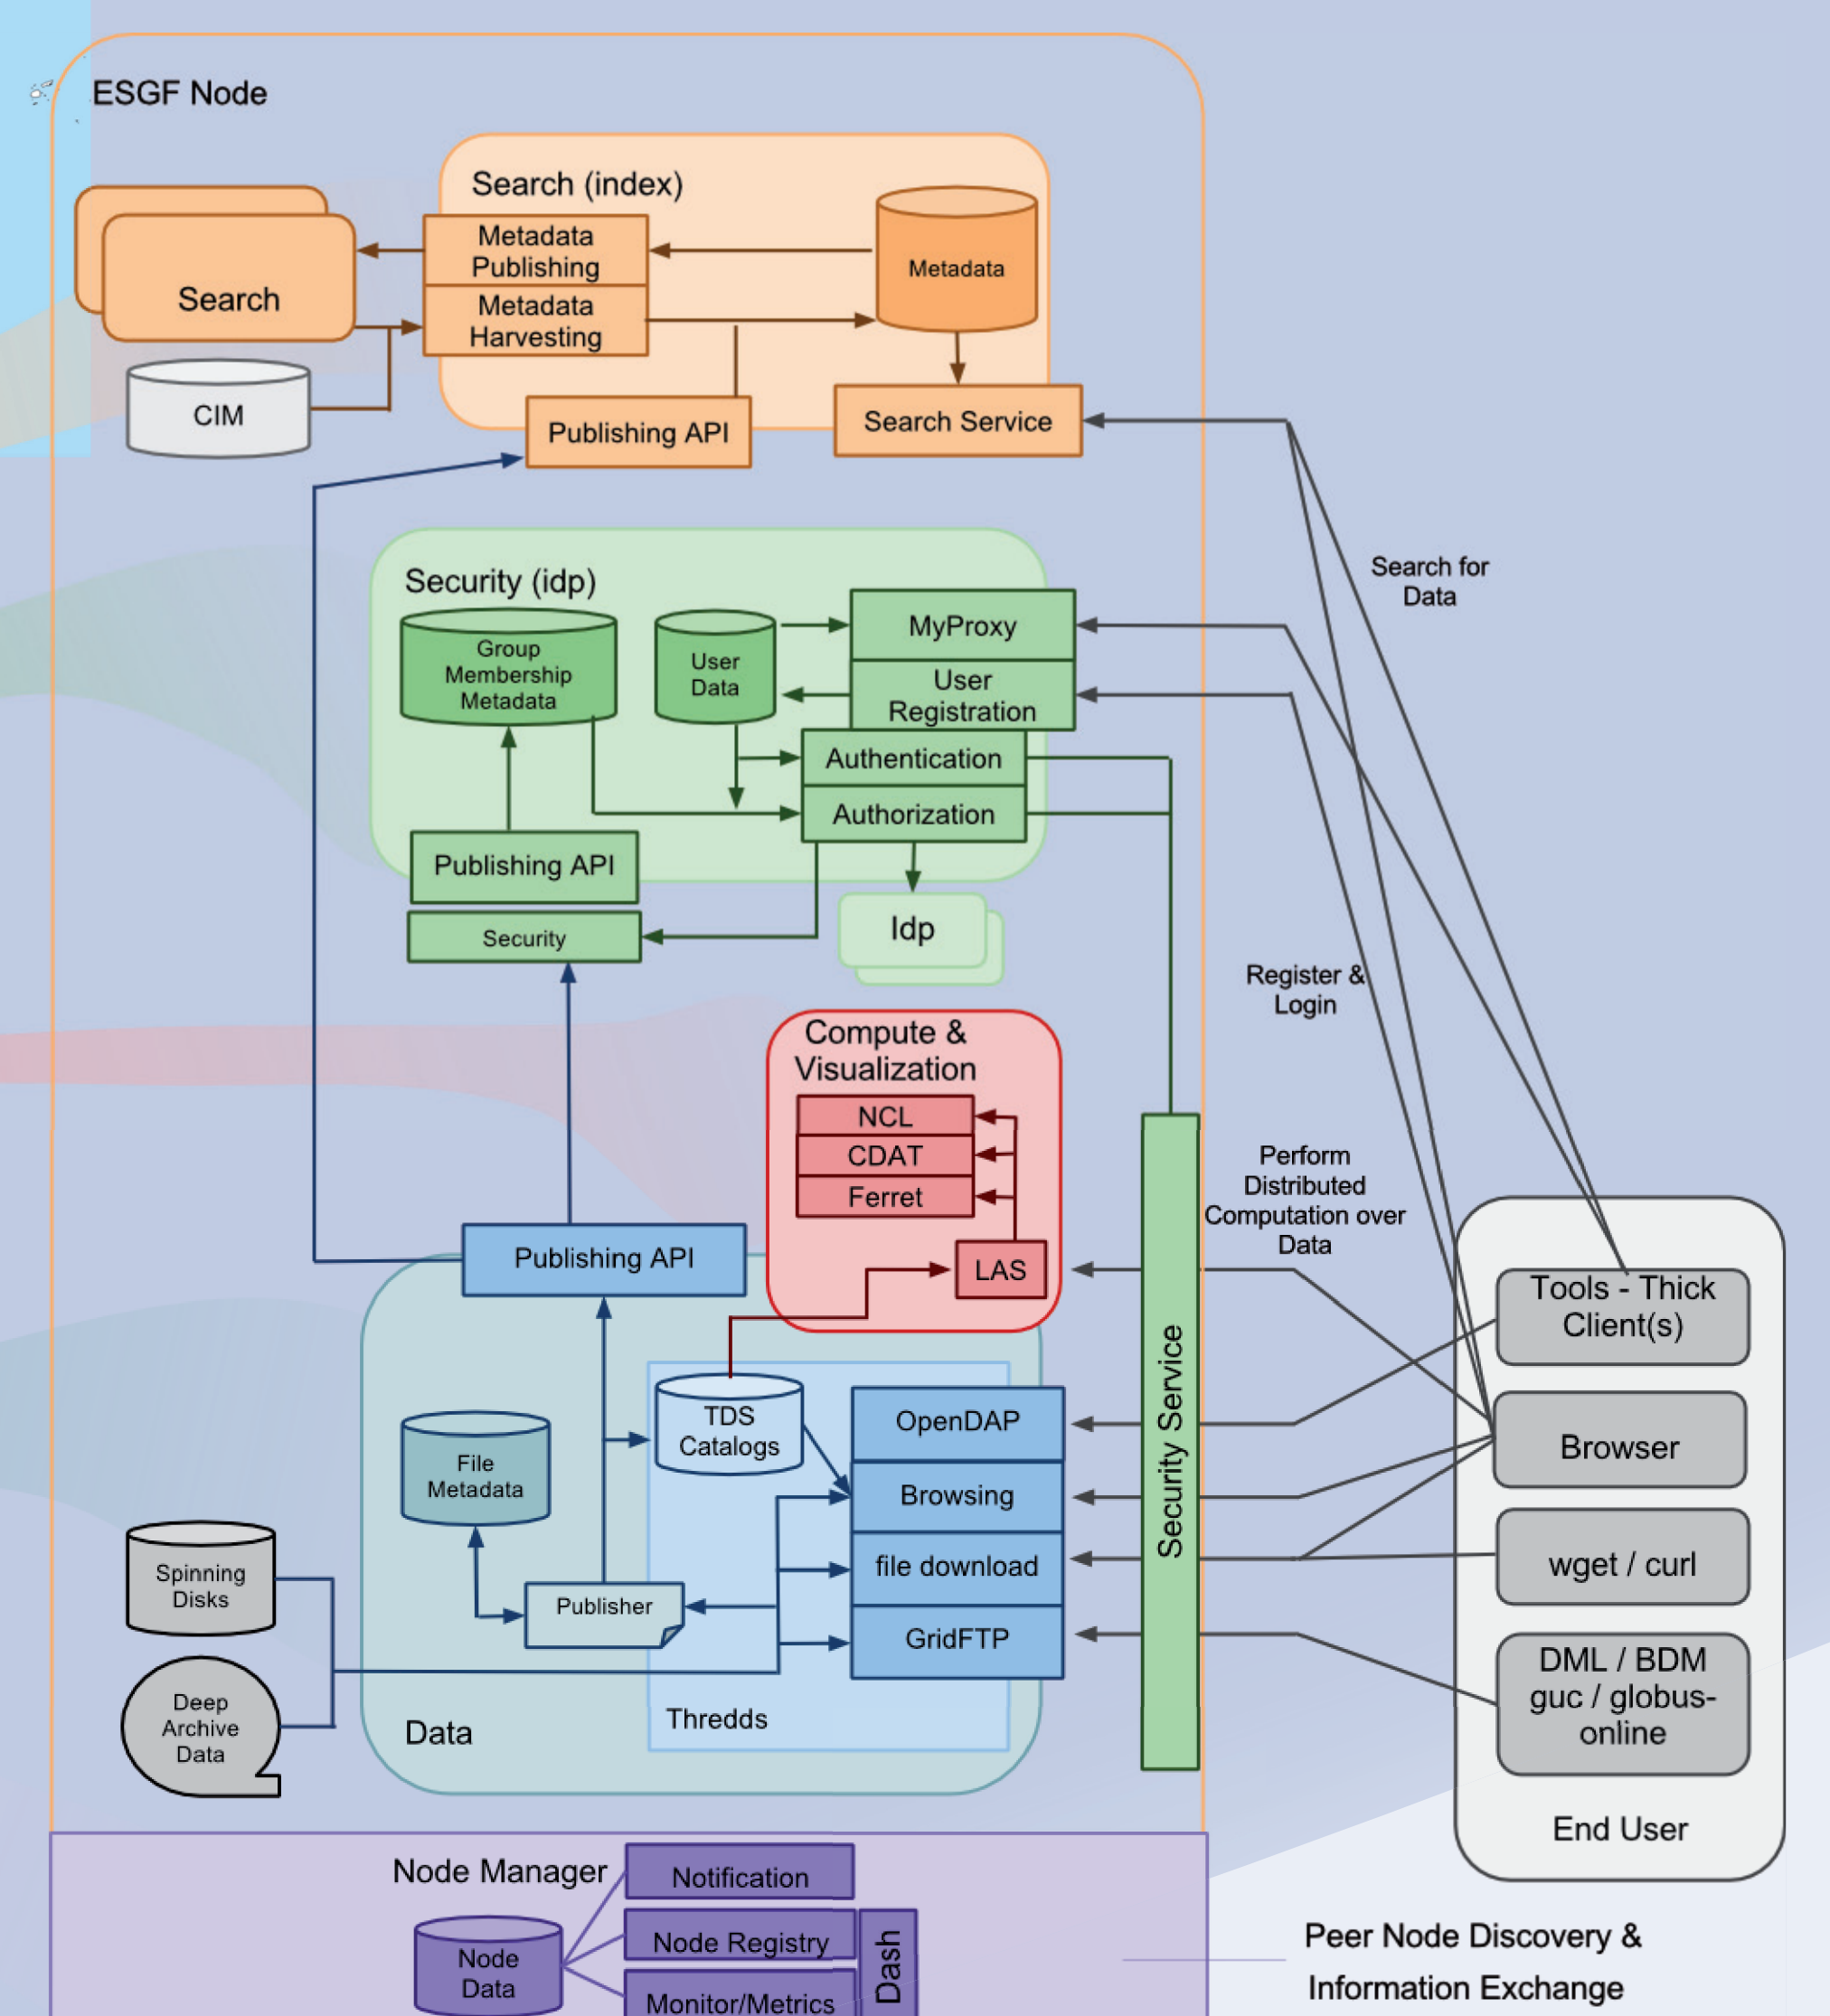 ESGF Node
Search (index)
Metadata
Publishing
Metadata
Search
Metadata
Harvesting
CIM
Publishing API
Search Service
Search for
Data
Security (idp)
Group
Membership
Metadata
User
Data
MyProxy
User
Registration
Authentication
Authorization
Publishing API
Security
Idp
Register &
Login
Compute &
Visualization
NCL
CDAT
Ferret
LAS
Perform
Distributed
Computation over
Data
Publishing API
Security Service
Tools - Thick
Client(s)
TDS
Catalogs
OpenDAP
Browser
File
Metadata
Browsing
Spinning
Disks
Publisher
file download
wget / curl
GridFTP
Deep
Archive
Data
Data
Thredds
DML / BDM
guc / globus-
online
End User
Node Manager
Notification
Node
Data
Node Registry
Monitor/Metrics
Dash
Peer Node Discovery &
Information Exchange